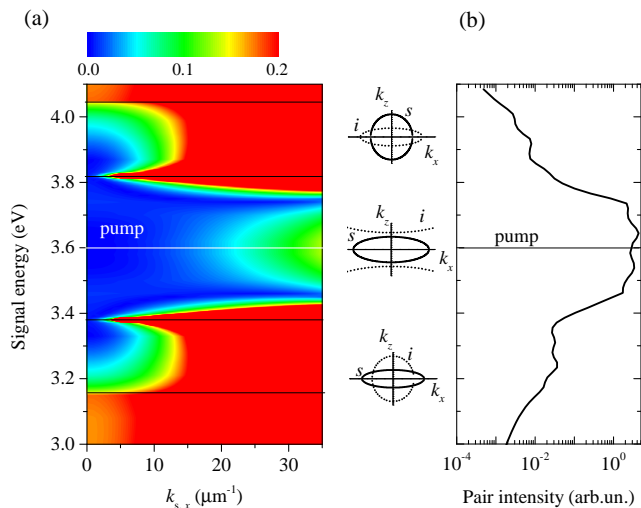 (a)
0.0 0.1 0.2
Signal energy (eV)
4.0
3.8
3.6
3.4
3.2
3.0
pump
0 10 20 30
k_{s,x} (μm⁻¹)
k_z
i s
k_x
k_z
i
s
k_x
k_z
i
s
k_x
(b)
pump
10⁻⁴ 10⁻² 10⁰
Pair intensity (arb.un.)